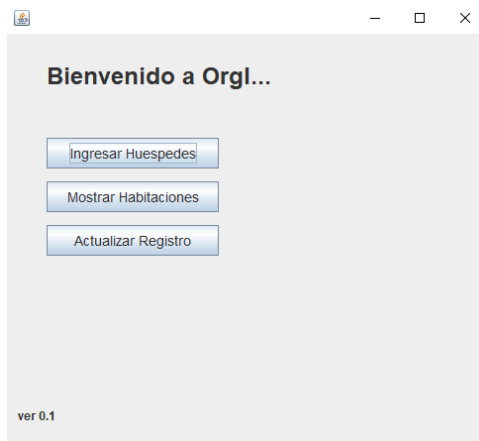 Bienvenido a Orgl...
Ingresar Huespedes
Mostrar Habitaciones
Actualizar Registro
ver 0.1